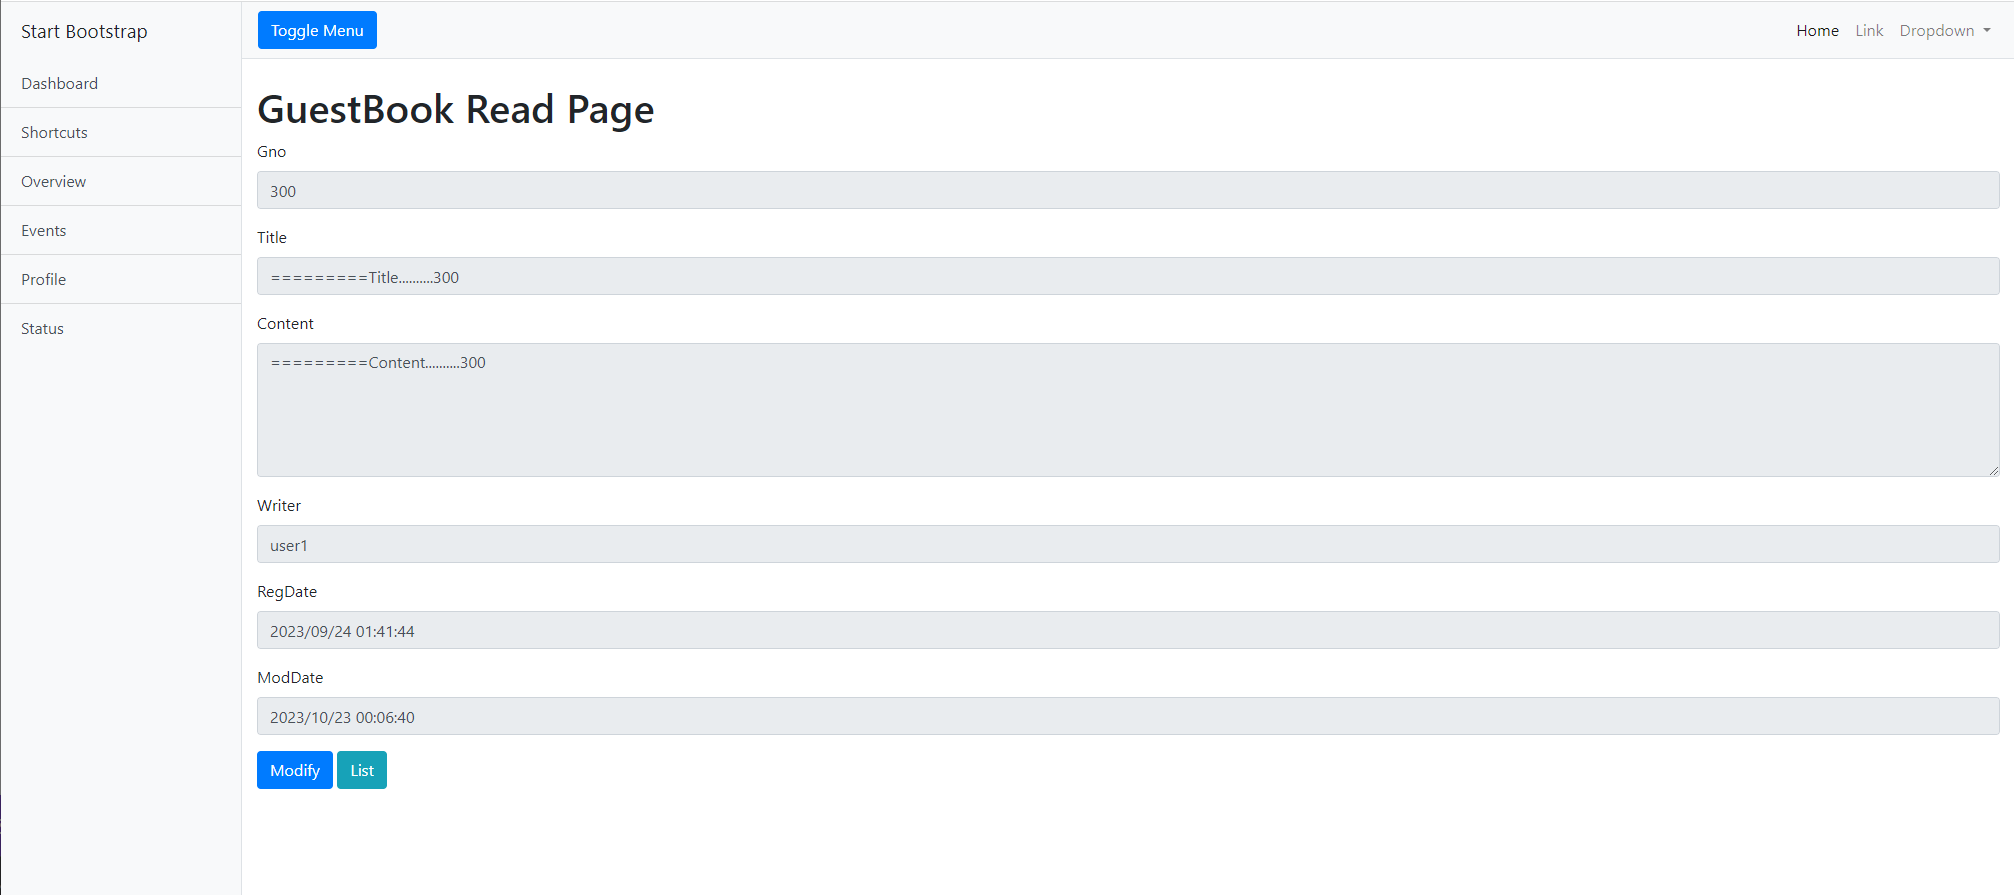 Start Bootstrap
Dashboard
Shortcuts
Overview
Events
Profile
Status
Toggle Menu
Home Link Dropdown
GuestBook Read Page
Gno
300
Title
=========Title..........300
Content
=========Content..........300
Writer
user1
RegDate
2023/09/24 01:41:44
ModDate
2023/10/23 00:06:40
Modify List